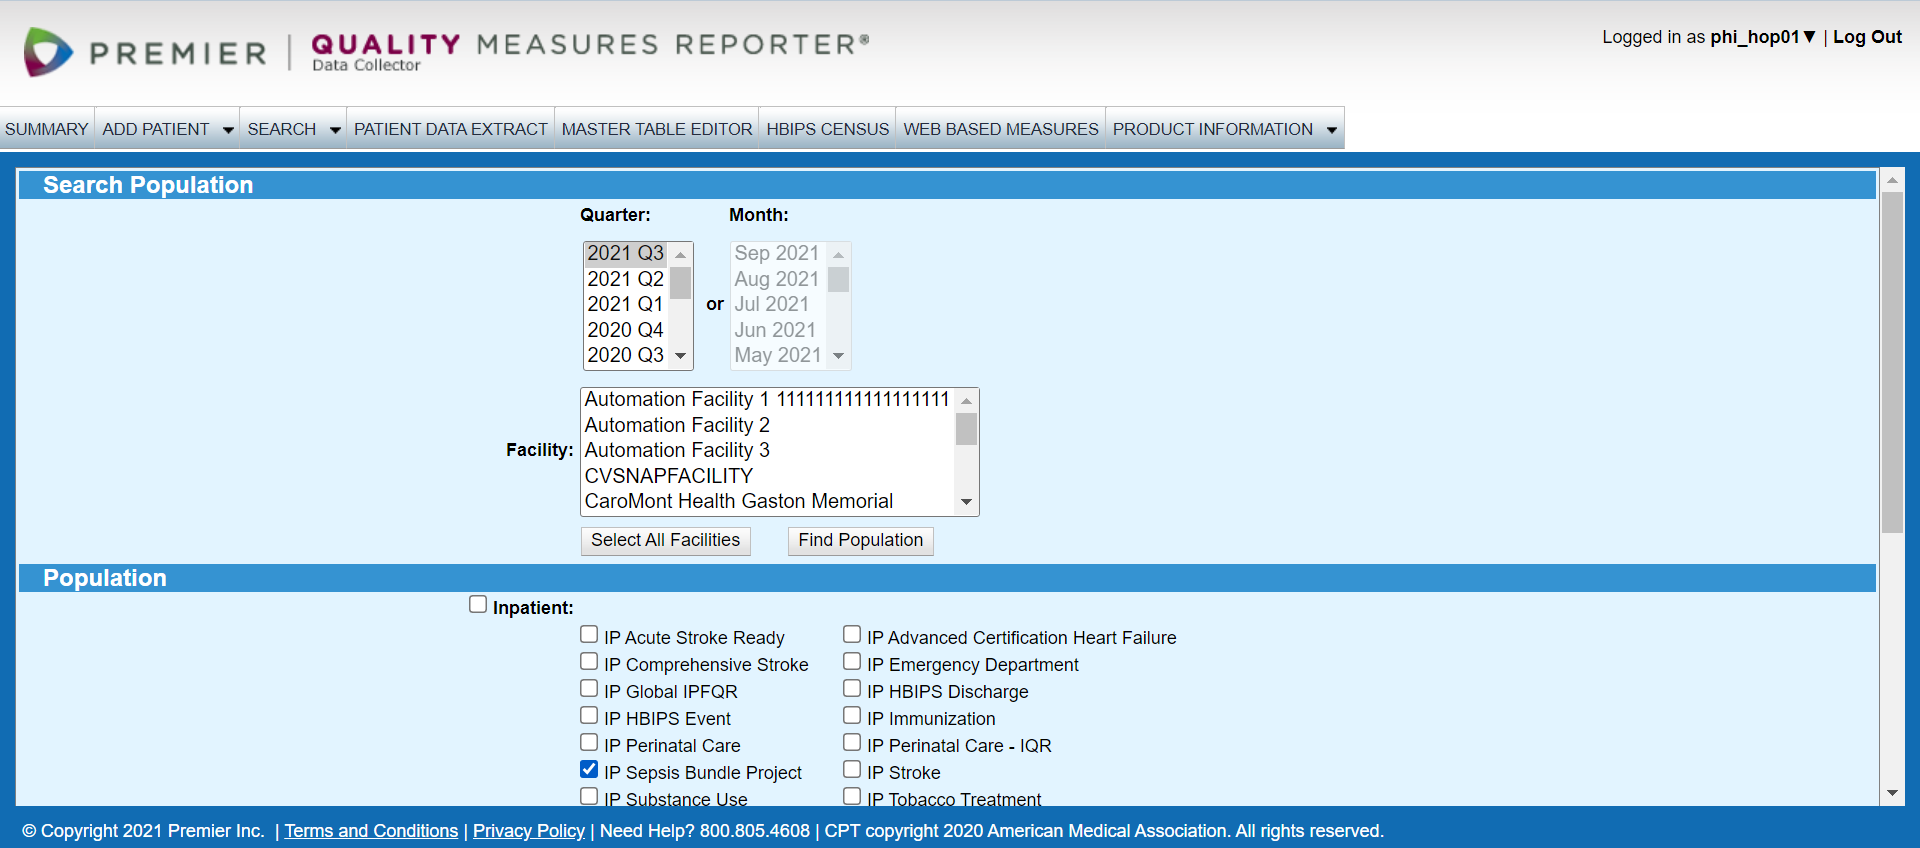 PREMIER | QUALITY MEASURES REPORTER®
Data Collector
Logged in as phi_hop01▼ | Log Out
SUMMARY ADD PATIENT SEARCH PATIENT DATA EXTRACT MASTER TABLE EDITOR HBIPS CENSUS WEB BASED MEASURES PRODUCT INFORMATION
Search Population
Quarter: Month:
2021 Q3
2021 Q2
2021 Q1
2020 Q4
2020 Q3
or
Sep 2021
Aug 2021
Jul 2021
Jun 2021
May 2021
Facility:
Automation Facility 1 111111111111111111
Automation Facility 2
Automation Facility 3
CVSNAPFACILITY
CaroMont Health Gaston Memorial
Select All Facilities Find Population
Population
Inpatient:
IP Acute Stroke Ready IP Advanced Certification Heart Failure
IP Comprehensive Stroke IP Emergency Department
IP Global IPFQR IP HBIPS Discharge
IP HBIPS Event IP Immunization
IP Perinatal Care IP Perinatal Care - IQR
IP Sepsis Bundle Project IP Stroke
IP Substance Use IP Tobacco Treatment
© Copyright 2021 Premier Inc. | Terms and Conditions | Privacy Policy | Need Help? 800.805.4608 | CPT copyright 2020 American Medical Association. All rights reserved.